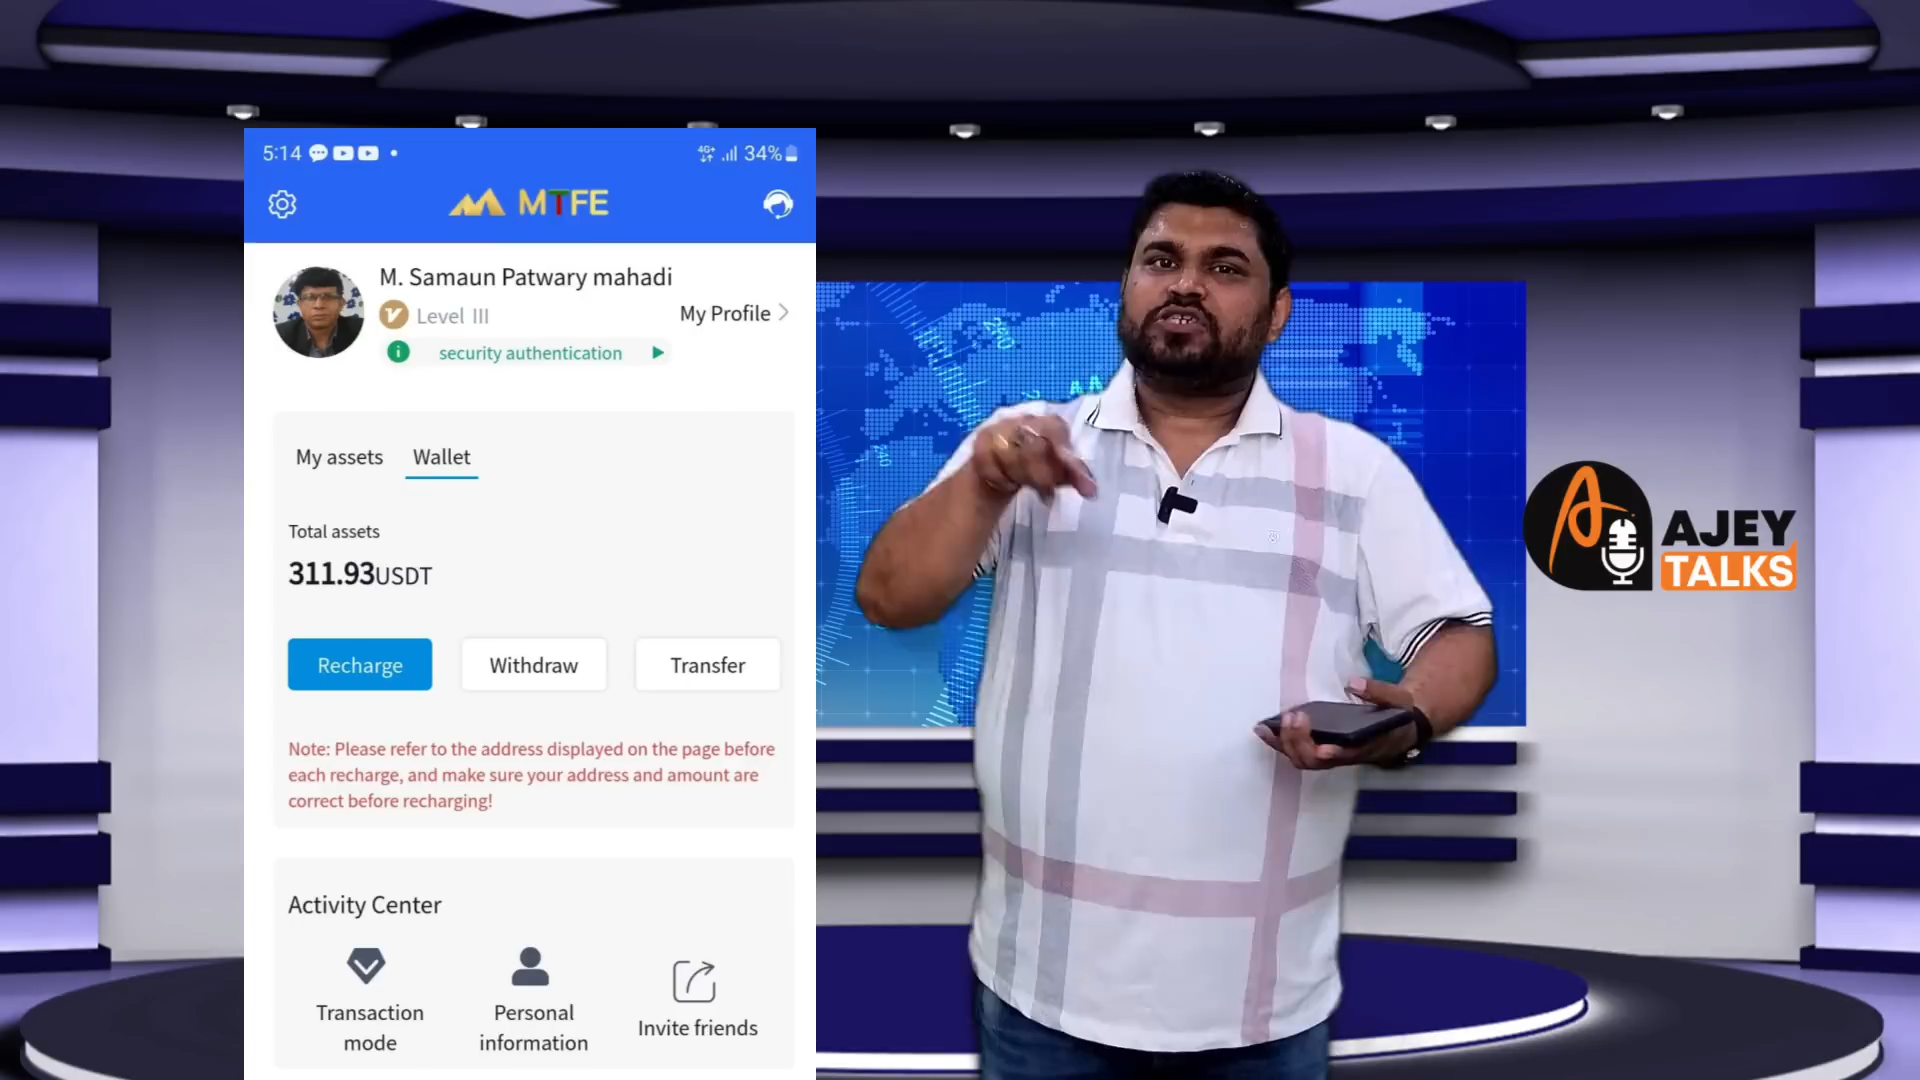 5:14
4G+
34%
MTFE
M. Samaun Patwary mahadi
Level III
My Profile
security authentication
My assets
Wallet
Total assets
311.93USDT
Recharge
Withdraw
Transfer
Note: Please refer to the address displayed on the page before
each recharge, and make sure your address and amount are
correct before recharging!
Activity Center
Transaction
mode
Personal
information
Invite friends
AJEY
TALKS